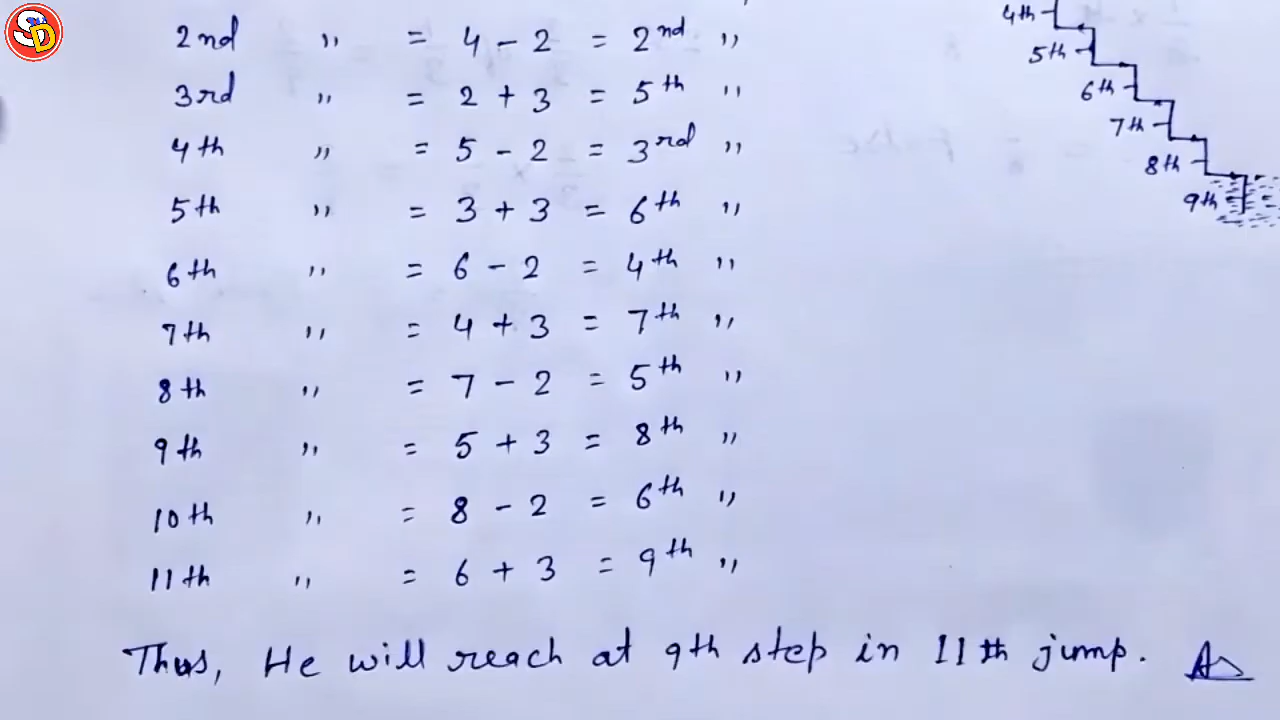 SD
2nd " = 4 - 2 = 2nd "
3rd " = 2 + 3 = 5th "
4th " = 5 - 2 = 3rd "
5th " = 3 + 3 = 6th "
6th " = 6 - 2 = 4th "
7th " = 4 + 3 = 7th "
8th " = 7 - 2 = 5th "
9th " = 5 + 3 = 8th "
10th " = 8 - 2 = 6th "
11th " = 6 + 3 = 9th "
Thus, He will reach at 9th step in 11th jump.
4th
5th
6th
7th
8th
9th